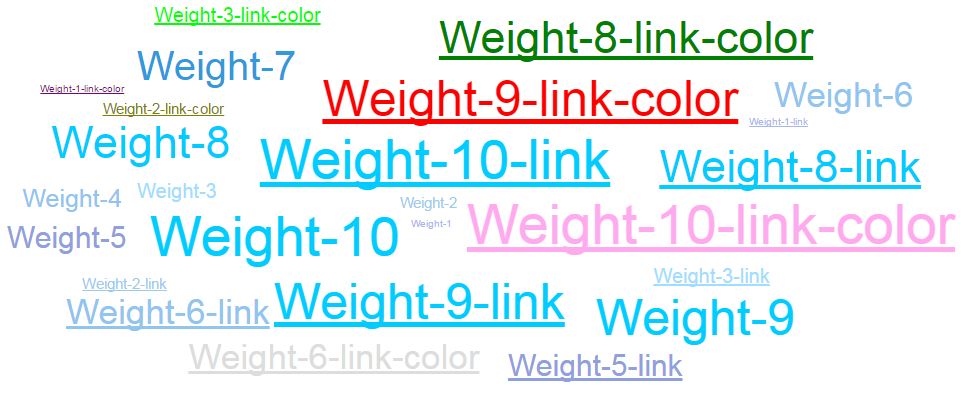 Weight-3-link-color
Weight-8-link-color
Weight-7
Weight-1-link-color
Weight-9-link-color
Weight-6
Weight-2-link-color
Weight-1-link
Weight-8
Weight-10-link
Weight-8-link
Weight-4
Weight-3
Weight-2
Weight-10-link-color
Weight-5
Weight-10
Weight-1
Weight-2-link
Weight-3-link
Weight-6-link
Weight-9-link
Weight-9
Weight-6-link-color
Weight-5-link